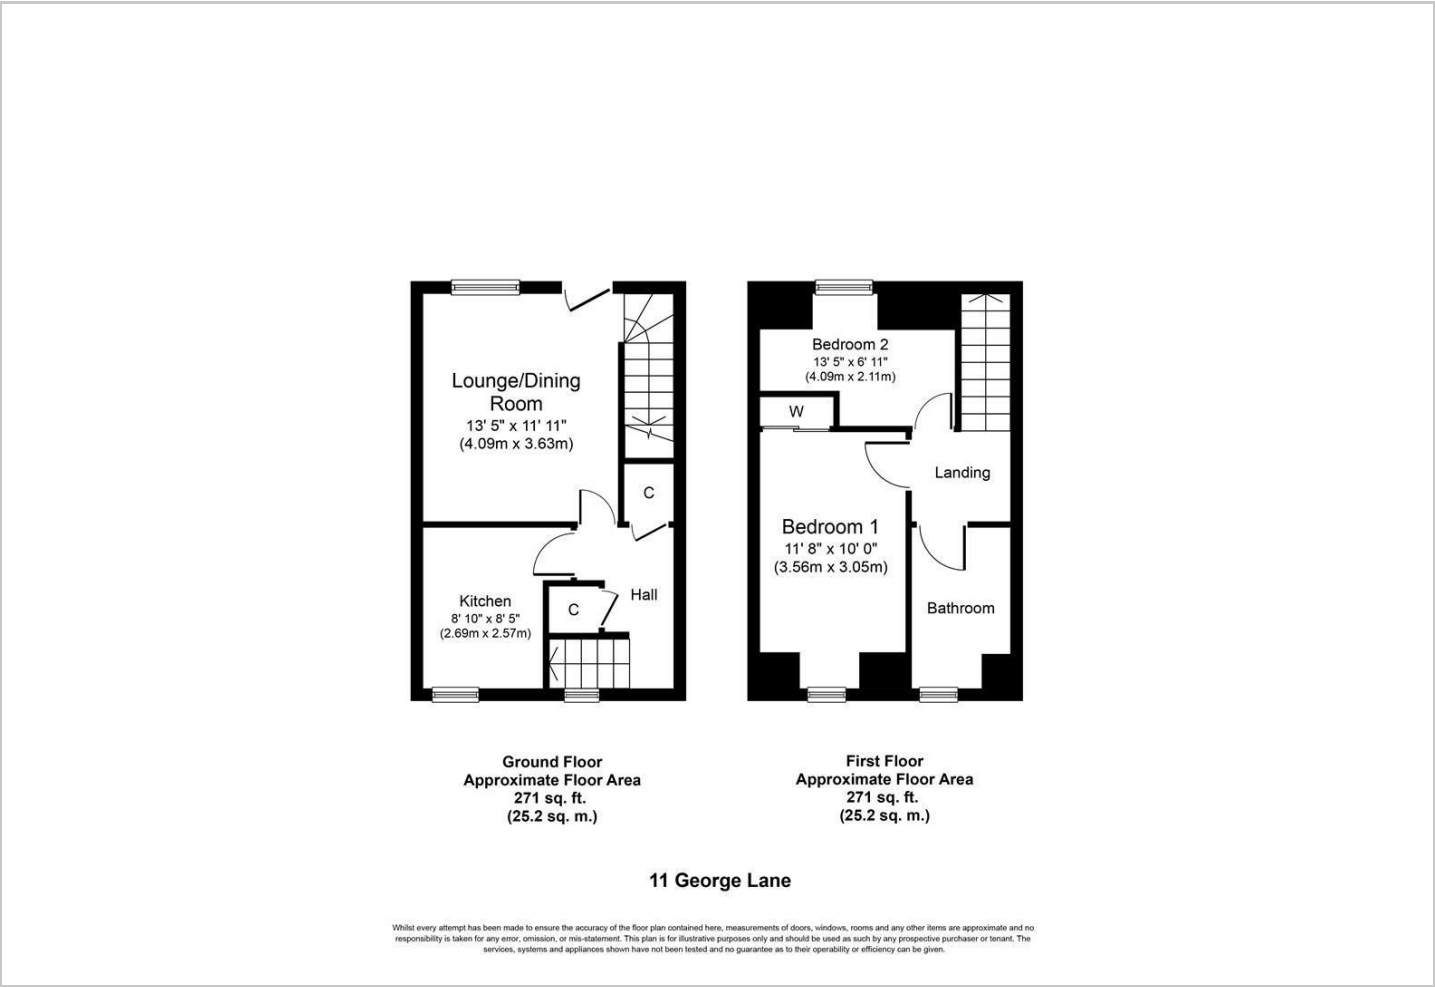 Lounge/Dining
Room
13' 5" x 11' 11"
(4.09m x 3.63m)
C
Kitchen
8' 10" x 8' 5"
(2.69m x 2.57m)
C
Hall
Bedroom 2
13' 5" x 6' 11"
(4.09m x 2.11m)
W
Landing
Bedroom 1
11' 8" x 10' 0"
(3.56m x 3.05m)
Bathroom
Ground Floor
Approximate Floor Area
271 sq. ft.
(25.2 sq. m.)
First Floor
Approximate Floor Area
271 sq. ft.
(25.2 sq. m.)
11 George Lane
Whilst every attempt has been made to ensure the accuracy of the floor plan contained here, measurements of doors, windows, rooms and any other items are approximate and no
responsibility is taken for any error, omission, or mis-statement. This plan is for illustrative purposes only and should be used as such by any prospective purchaser or tenant. The
services, systems and appliances shown have not been tested and no guarantee as to their operability or efficiency can be given.